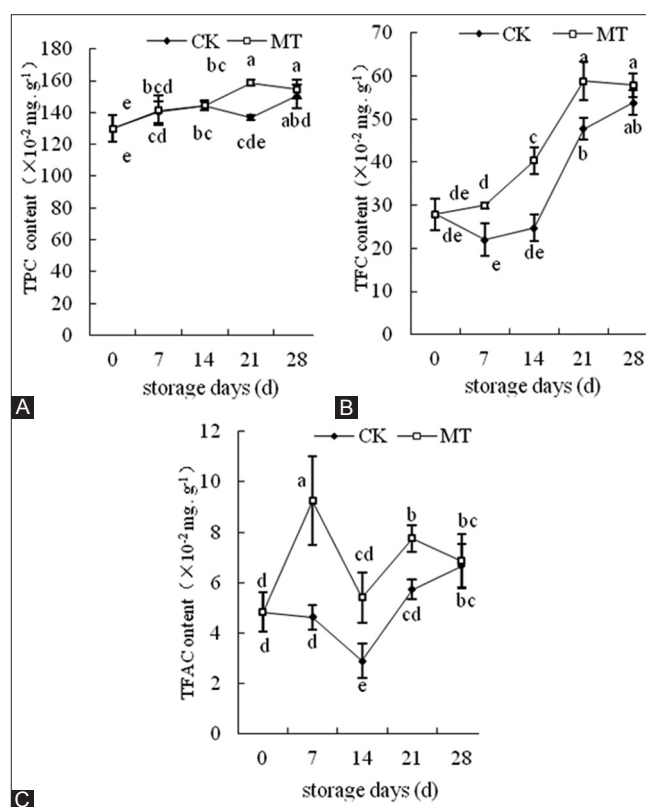 CK MT
180
160
140
120
100
80
60
40
20
0
TPC content (×10⁻² mg. g⁻¹)
e bcd bc a a
e cd bc cde abd
0 7 14 21 28
storage days (d)
A
CK MT
70
60
50
40
30
20
10
0
TFC content (×10⁻² mg. g⁻¹)
de d c a a
de e de b ab
0 7 14 21 28
storage days (d)
B
CK MT
12
10
8
6
4
2
0
TFAC ontent (×10⁻² mg. g⁻¹)
d a cd b bc
d d e cd bc
0 7 14 21 28
storage days (d)
C